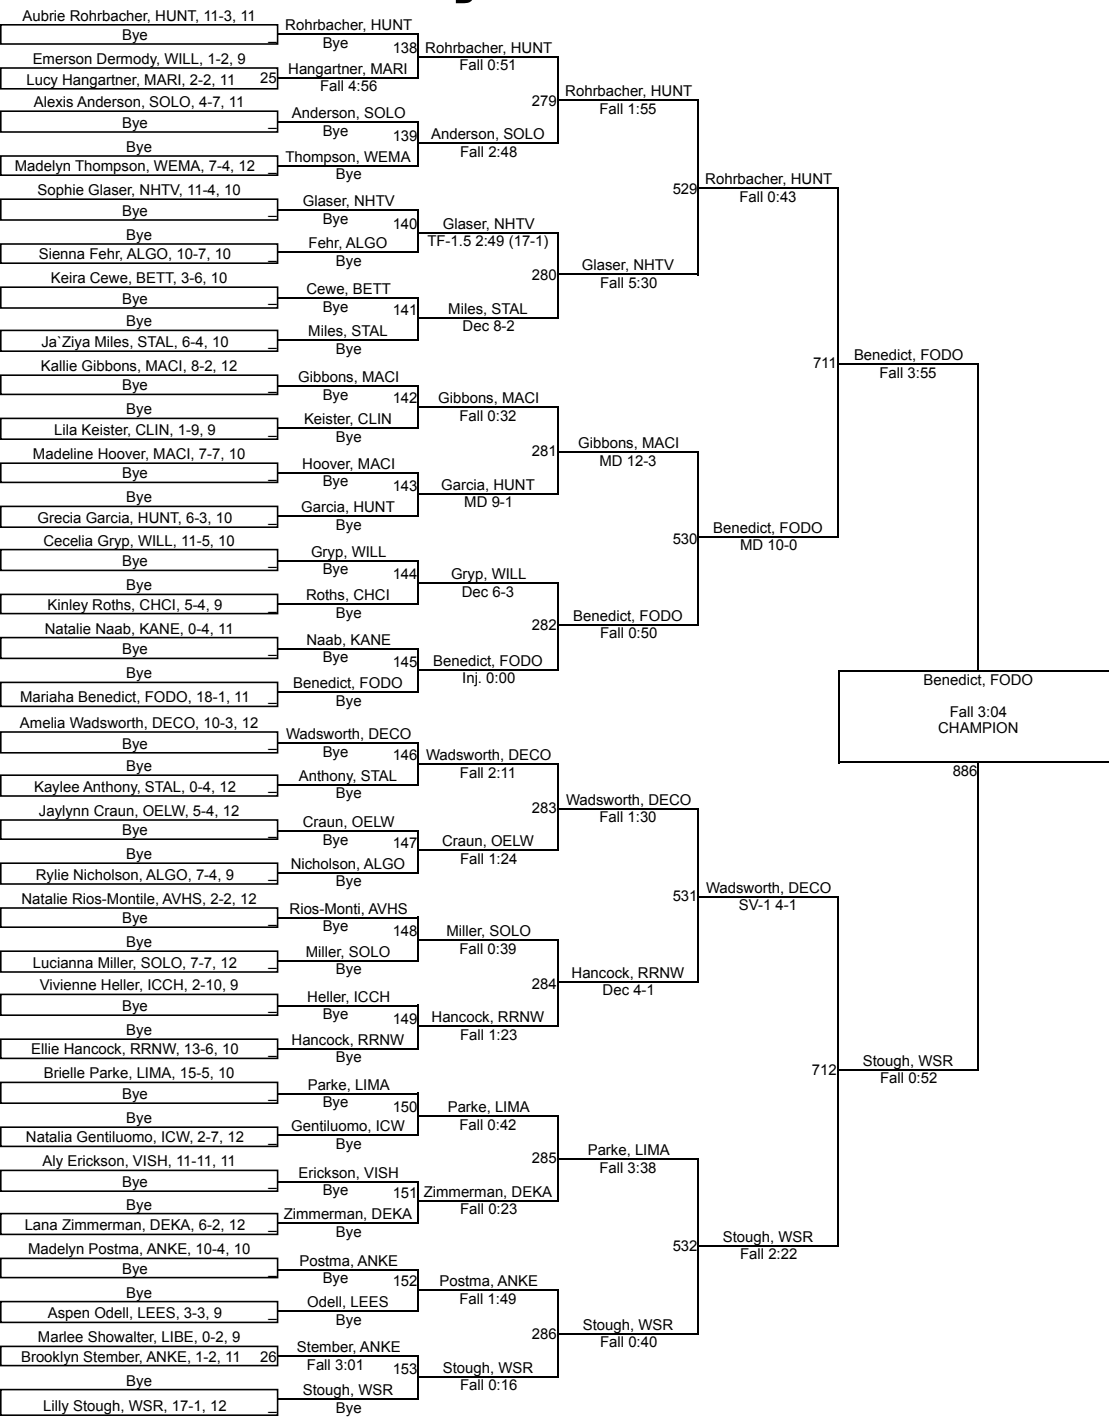 Aubrie Rohrbacher, HUNT, 11-3, 11
Bye
Emerson Dermody, WILL, 1-2, 9
Lucy Hangartner, MARI, 2-2, 11
25
Alexis Anderson, SOLO, 4-7, 11
Bye
Bye
Madelyn Thompson, WEMA, 7-4, 12
Sophie Glaser, NHTV, 11-4, 10
Bye
Bye
Sienna Fehr, ALGO, 10-7, 10
Keira Cewe, BETT, 3-6, 10
Bye
Bye
Ja`Ziya Miles, STAL, 6-4, 10
Kallie Gibbons, MACI, 8-2, 12
Bye
Bye
Lila Keister, CLIN, 1-9, 9
Madeline Hoover, MACI, 7-7, 10
Bye
Bye
Grecia Garcia, HUNT, 6-3, 10
Cecelia Gryp, WILL, 11-5, 10
Bye
Bye
Kinley Roths, CHCI, 5-4, 9
Natalie Naab, KANE, 0-4, 11
Bye
Bye
Mariaha Benedict, FODO, 18-1, 11
Amelia Wadsworth, DECO, 10-3, 12
Bye
Bye
Kaylee Anthony, STAL, 0-4, 12
Jaylynn Craun, OELW, 5-4, 12
Bye
Bye
Rylie Nicholson, ALGO, 7-4, 9
Natalie Rios-Montile, AVHS, 2-2, 12
Bye
Bye
Lucianna Miller, SOLO, 7-7, 12
Vivienne Heller, ICCH, 2-10, 9
Bye
Bye
Ellie Hancock, RRNW, 13-6, 10
Brielle Parke, LIMA, 15-5, 10
Bye
Bye
Natalia Gentiluomo, ICW, 2-7, 12
Aly Erickson, VISH, 11-11, 11
Bye
Bye
Lana Zimmerman, DEKA, 6-2, 12
Madelyn Postma, ANKE, 10-4, 10
Bye
Bye
Aspen Odell, LEES, 3-3, 9
Marlee Showalter, LIBE, 0-2, 9
Brooklyn Stember, ANKE, 1-2, 11
26
Bye
Lilly Stough, WSR, 17-1, 12
Rohrbacher, HUNT
Bye
138
Hangartner, MARI
Fall 4:56
Anderson, SOLO
Bye
139
Thompson, WEMA
Bye
Glaser, NHTV
Bye
140
Fehr, ALGO
Bye
Cewe, BETT
Bye
141
Miles, STAL
Bye
Gibbons, MACI
Bye
142
Keister, CLIN
Bye
Hoover, MACI
Bye
143
Garcia, HUNT
Bye
Gryp, WILL
Bye
144
Roths, CHCI
Bye
Naab, KANE
Bye
145
Benedict, FODO
Bye
Wadsworth, DECO
Bye
146
Anthony, STAL
Bye
Craun, OELW
Bye
147
Nicholson, ALGO
Bye
Rios-Monti, AVHS
Bye
148
Miller, SOLO
Bye
Heller, ICCH
Bye
149
Hancock, RRNW
Bye
Parke, LIMA
Bye
150
Gentiluomo, ICW
Bye
Erickson, VISH
Bye
151
Zimmerman, DEKA
Bye
Postma, ANKE
Bye
152
Odell, LEES
Bye
Stember, ANKE
Fall 3:01
153
Stough, WSR
Bye
Rohrbacher, HUNT
Fall 0:51
279
Anderson, SOLO
Fall 2:48
Glaser, NHTV
TF-1.5 2:49 (17-1)
280
Miles, STAL
Dec 8-2
Gibbons, MACI
Fall 0:32
281
Garcia, HUNT
MD 9-1
Gryp, WILL
Dec 6-3
282
Benedict, FODO
Inj. 0:00
Wadsworth, DECO
Fall 2:11
283
Craun, OELW
Fall 1:24
Miller, SOLO
Fall 0:39
284
Hancock, RRNW
Fall 1:23
Parke, LIMA
Fall 0:42
285
Zimmerman, DEKA
Fall 0:23
Postma, ANKE
Fall 1:49
286
Stough, WSR
Fall 0:16
Rohrbacher, HUNT
Fall 1:55
529
Glaser, NHTV
Fall 5:30
Gibbons, MACI
MD 12-3
530
Benedict, FODO
Fall 0:50
Wadsworth, DECO
Fall 1:30
531
Hancock, RRNW
Dec 4-1
Parke, LIMA
Fall 3:38
532
Stough, WSR
Fall 0:40
Rohrbacher, HUNT
Fall 0:43
711
Benedict, FODO
MD 10-0
Wadsworth, DECO
SV-1 4-1
712
Stough, WSR
Fall 2:22
Benedict, FODO
Fall 3:55
Stough, WSR
Fall 0:52
Benedict, FODO
Fall 3:04
CHAMPION
886